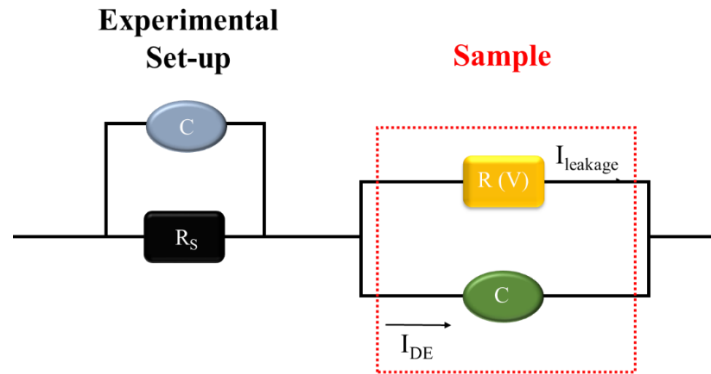 Experimental
Set-up
Sample
C
R_S
R (V)
I_leakage
C
I_DE